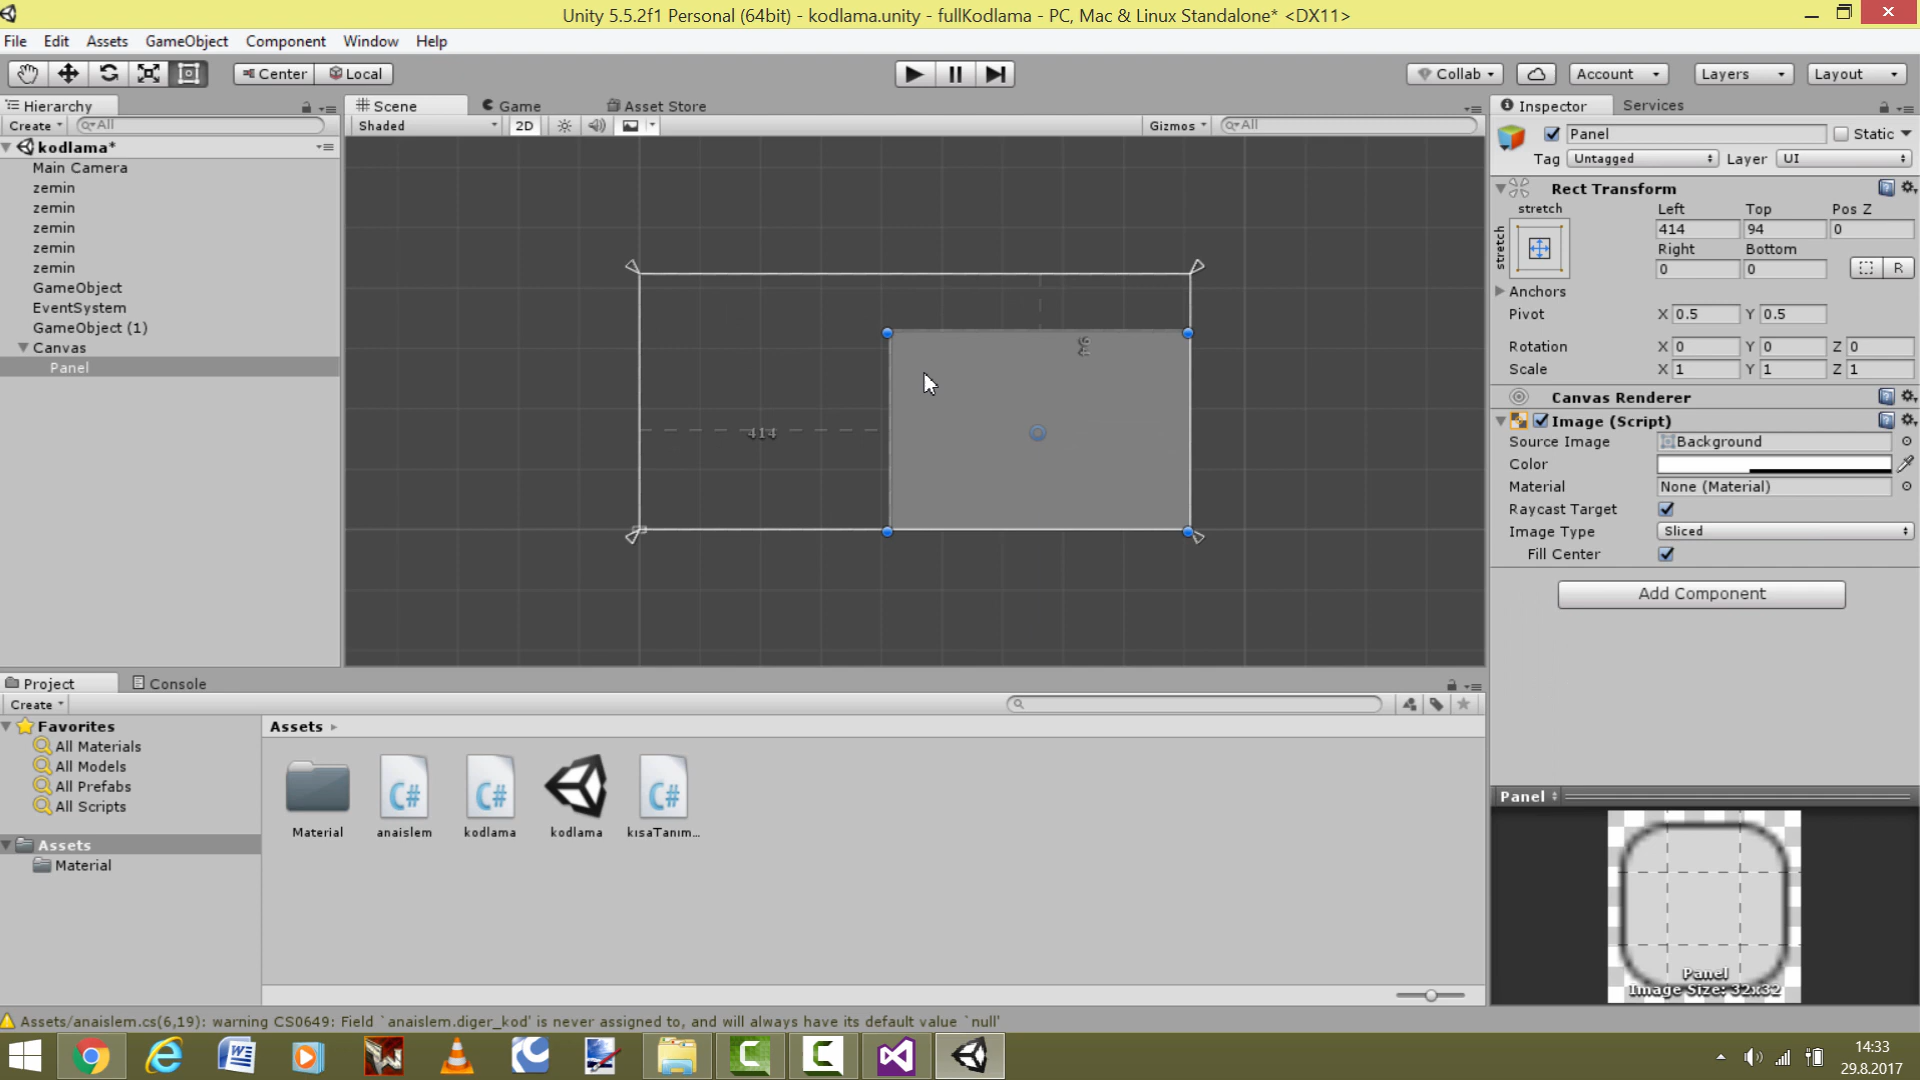 Unity 5.5.2f1 Personal (64bit) - kodlama.unity - fullKodlama - PC, Mac & Linux Standalone* <DX11>
File Edit Assets GameObject Component Window Help
Center Local Collab Account Layers Layout
Hierarchy
Create All
kodlama*
Main Camera
zemin
zemin
zemin
zemin
zemin
GameObject
EventSystem
GameObject (1)
Canvas
Panel
Scene Game Asset Store
Shaded 2D Gizmos All
414
94
Inspector Services
Panel Static
Tag Untagged Layer UI
Rect Transform
stretch Left Top Pos Z
stretch 414 94 0
Right Bottom
0 0 R
Anchors
Pivot X 0.5 Y 0.5
Rotation X 0 Y 0 Z 0
Scale X 1 Y 1 Z 1
Canvas Renderer
Image (Script)
Source Image Background
Color
Material None (Material)
Raycast Target
Image Type Sliced
Fill Center
Add Component
Project Console
Create
Favorites
All Materials
All Models
All Prefabs
All Scripts
Assets
Material
Assets
C# C# C#
Material anaislem kodlama kodlama kısaTanım...
Panel
Panel
Image Size: 32x32
Assets/anaislem.cs(6,19): warning CS0649: Field `anaislem.diger_kod' is never assigned to, and will always have its default value `null'
14:33
29.8.2017